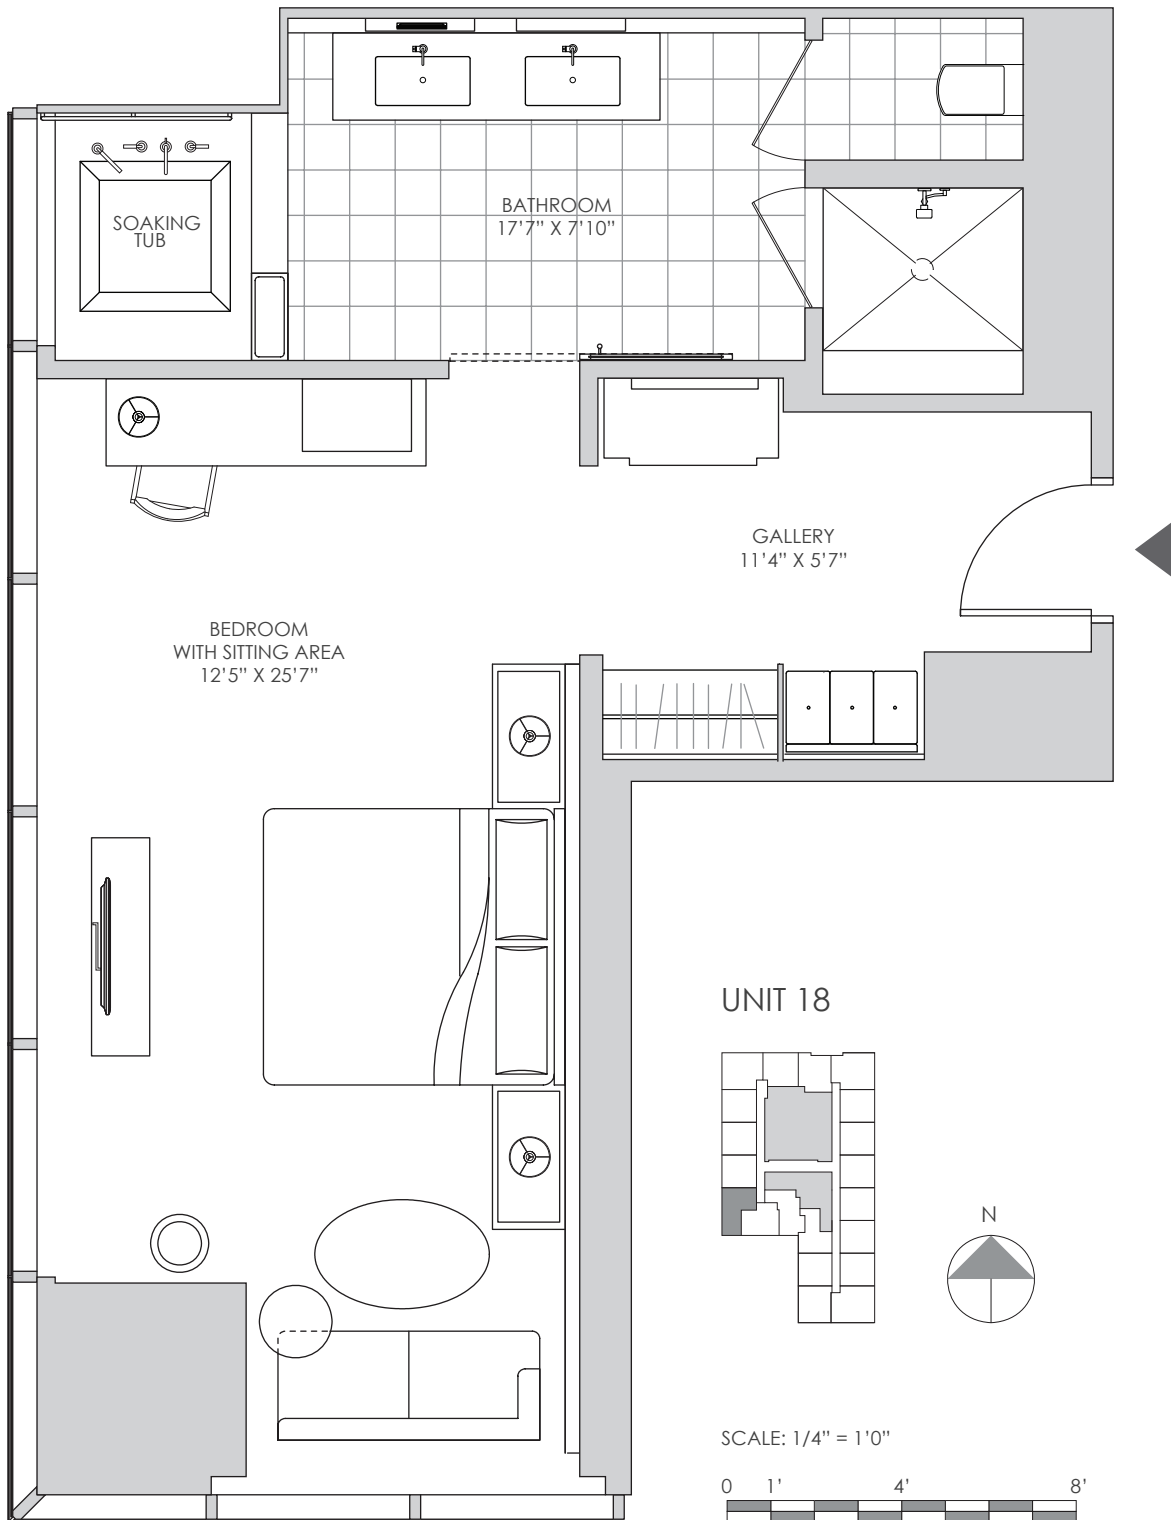 BATHROOM
17'7” X 7'10”
SOAKING
TUB
GALLERY
11'4” X 5'7”
BEDROOM
WITH SITTING AREA
12'5” X 25'7”
UNIT 18
N
SCALE: 1/4” = 1'0”
0 1' 4' 8'